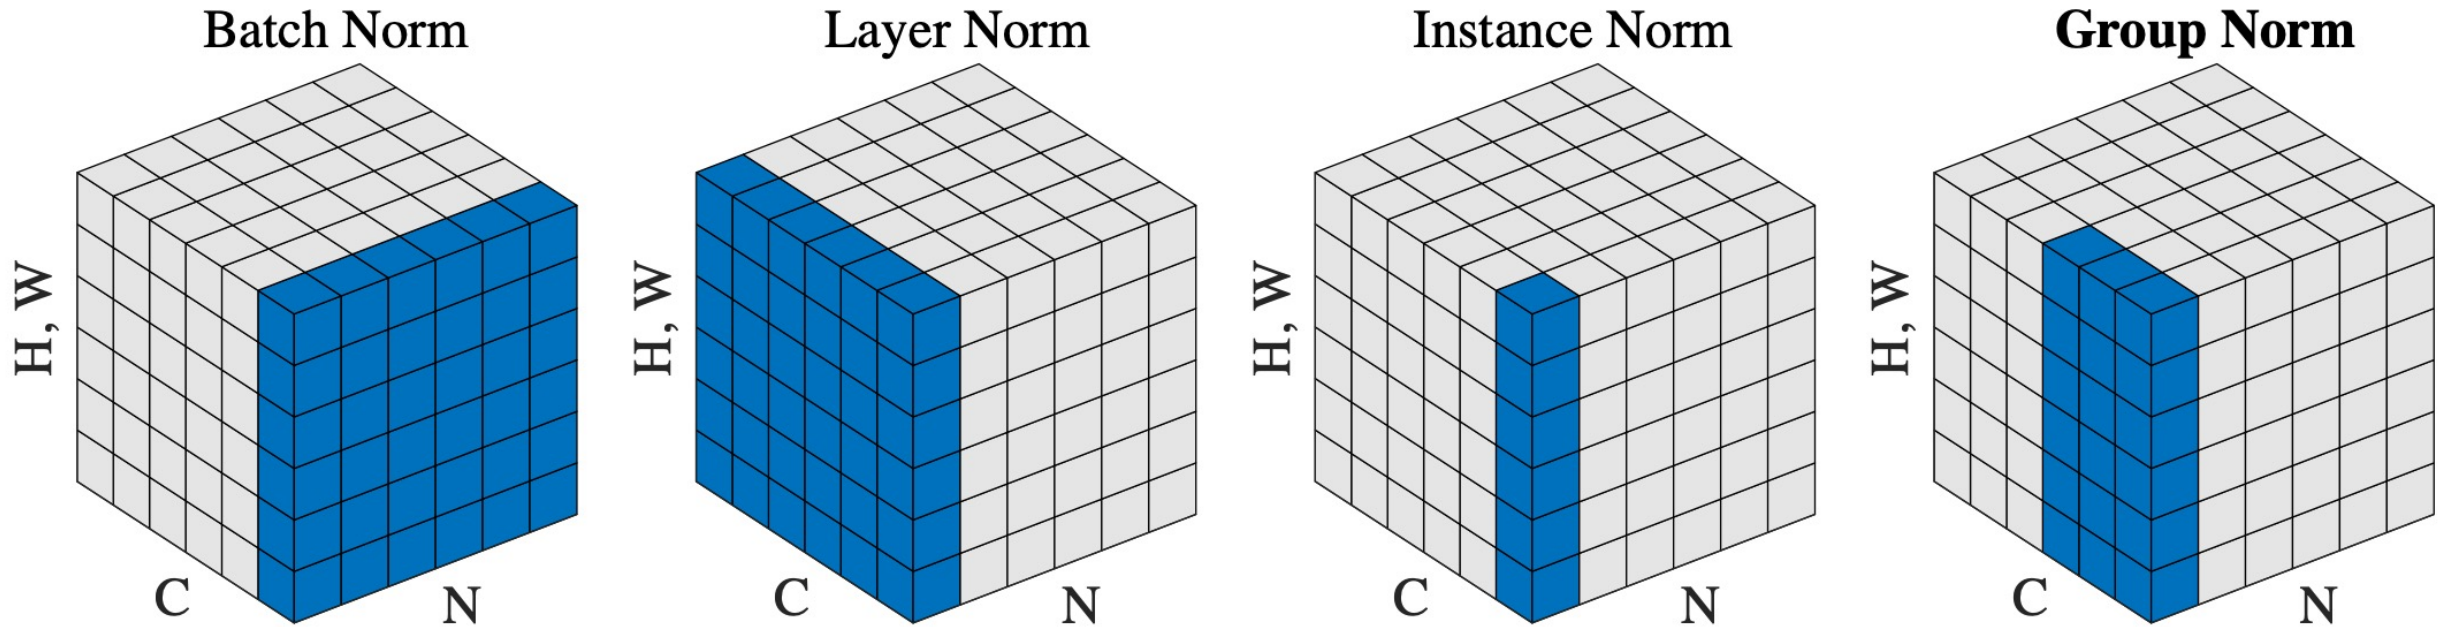 Batch Norm
H, W
C
N
Layer Norm
H, W
C
N
Instance Norm
H, W
C
N
Group Norm
H, W
C
N